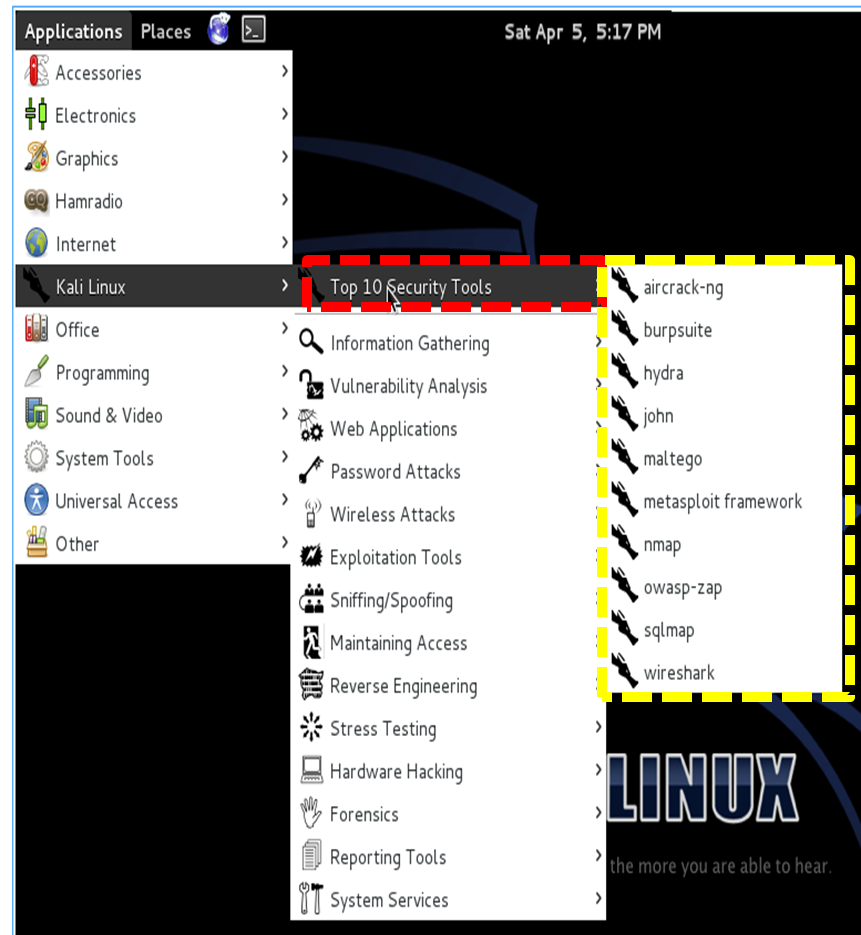 Applications Places Sat Apr 5, 5:17 PM
Accessories
Electronics
Graphics
Hamradio
Internet
Kali Linux
Office
Programming
Sound & Video
System Tools
Universal Access
Other
Top 10 Security Tools
Information Gathering
Vulnerability Analysis
Web Applications
Password Attacks
Wireless Attacks
Exploitation Tools
Sniffing/Spoofing
Maintaining Access
Reverse Engineering
Stress Testing
Hardware Hacking
Forensics
Reporting Tools
System Services
aircrack-ng
burpsuite
hydra
john
maltego
metasploit framework
nmap
owasp-zap
sqlmap
wireshark
LINUX
the more you are able to hear.